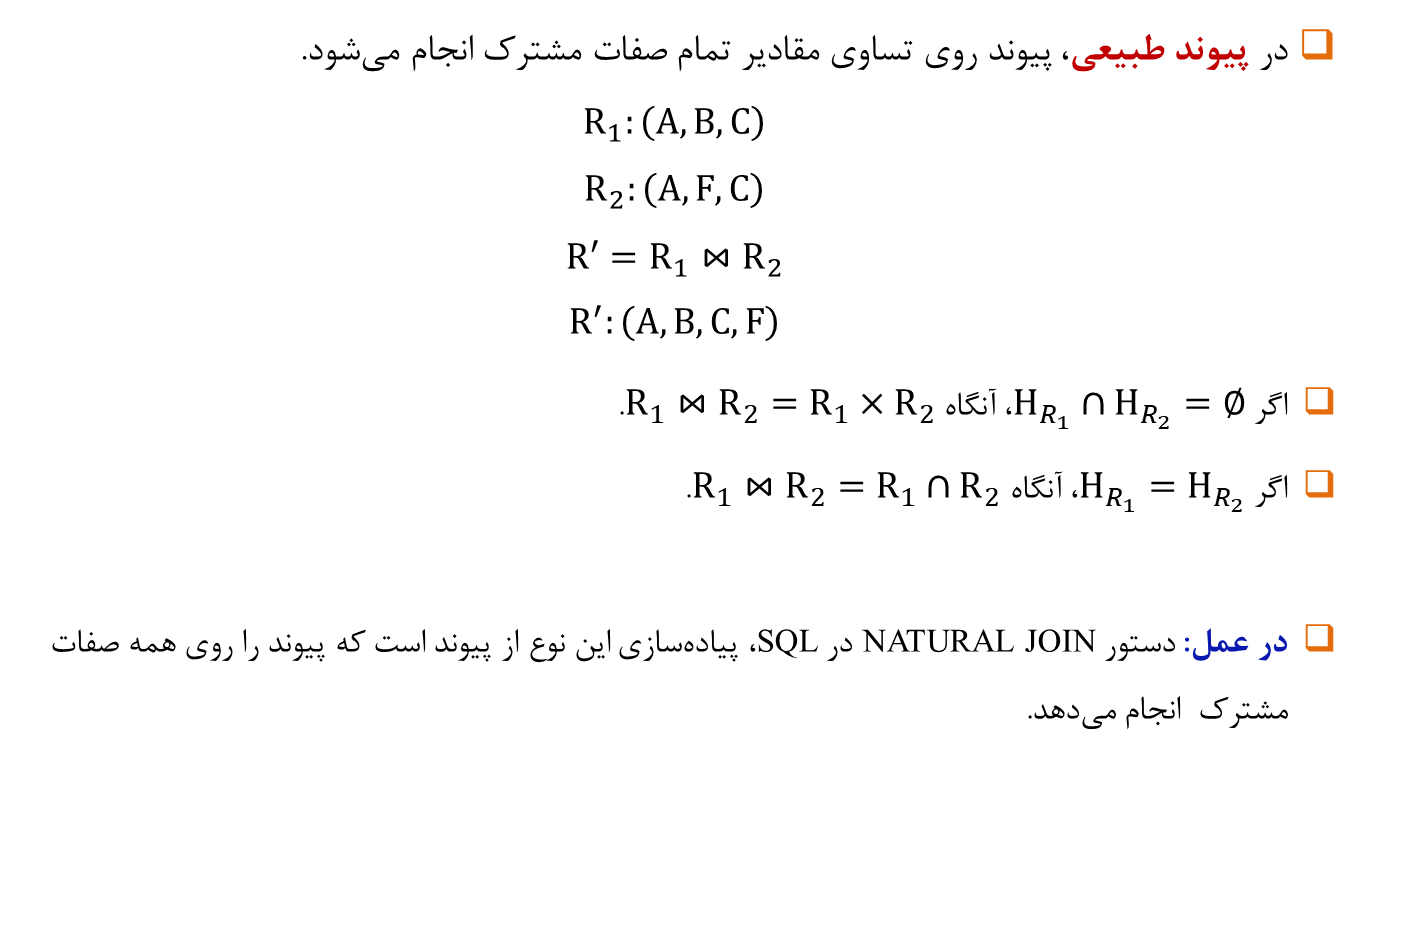 ❑ در پیوند طبیعی، پیوند روی تساوی مقادیر تمام صفات مشترک انجام می‌شود.
R₁: (A, B, C)
R₂: (A, F, C)
R′ = R₁ ⋈ R₂
R′: (A, B, C, F)
❑ اگر H_{R₁} ∩ H_{R₂} = ∅، آنگاه R₁ ⋈ R₂ = R₁ × R₂.
❑ اگر H_{R₁} = H_{R₂}، آنگاه R₁ ⋈ R₂ = R₁ ∩ R₂.
❑ در عمل: دستور NATURAL JOIN در SQL، پیاده‌سازی این نوع از پیوند است که پیوند را روی همه صفات
مشترک انجام می‌دهد.